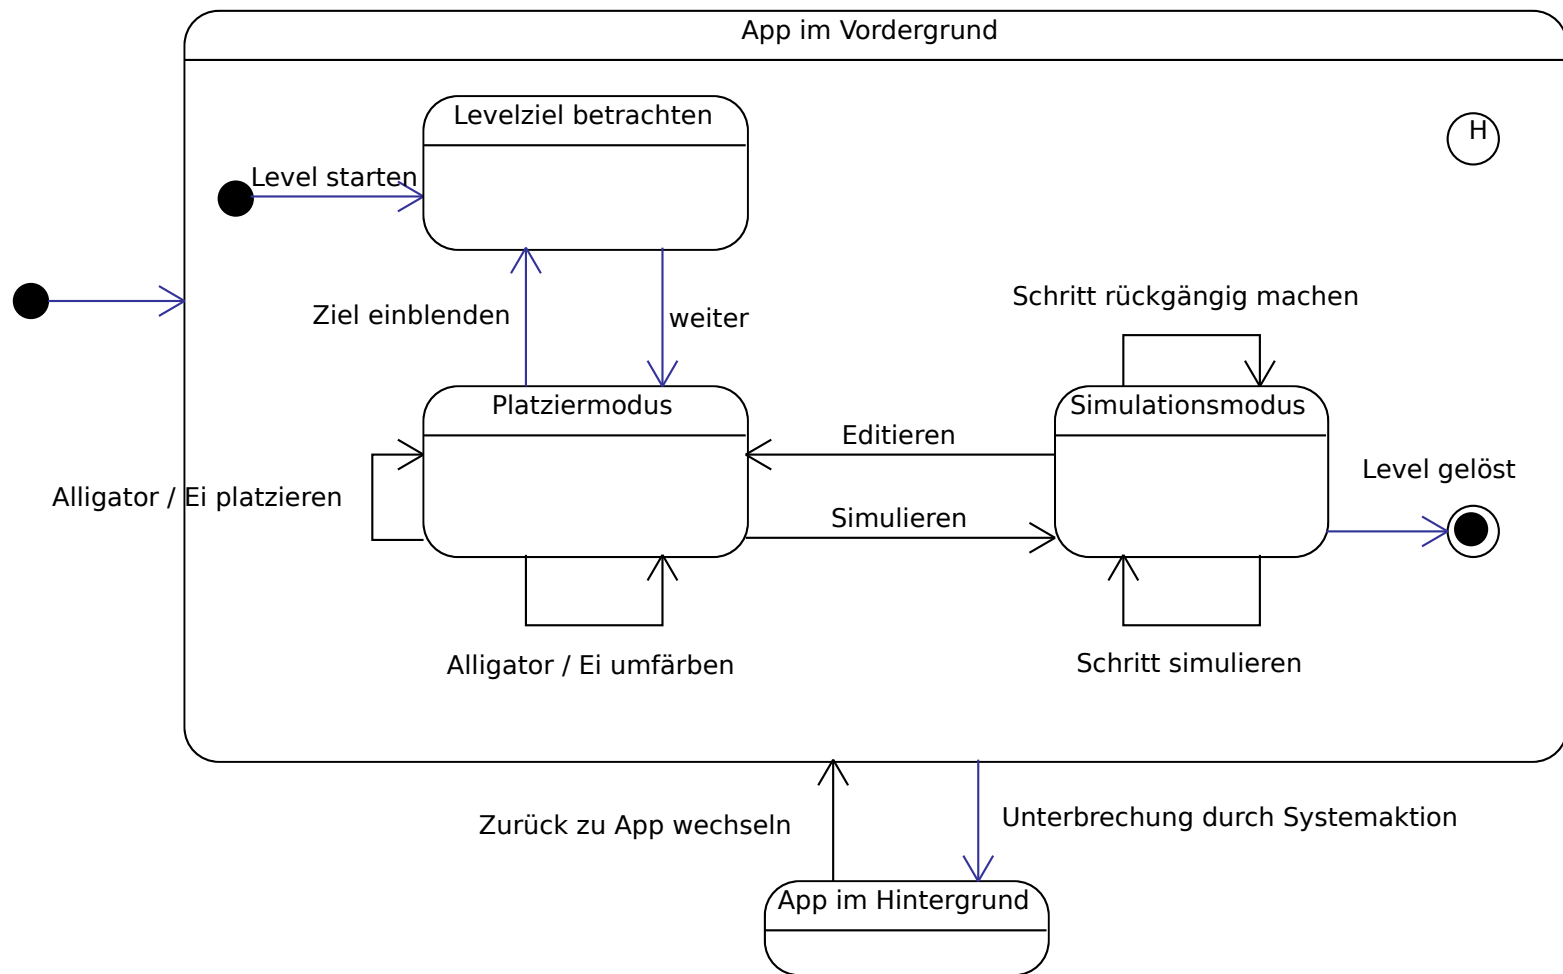 App im Vordergrund
Levelziel betrachten
H
Level starten
Ziel einblenden
weiter
Schritt rückgängig machen
Platziermodus
Simulationsmodus
Editieren
Level gelöst
Alligator / Ei platzieren
Simulieren
Alligator / Ei umfärben
Schritt simulieren
Zurück zu App wechseln
Unterbrechung durch Systemaktion
App im Hintergrund